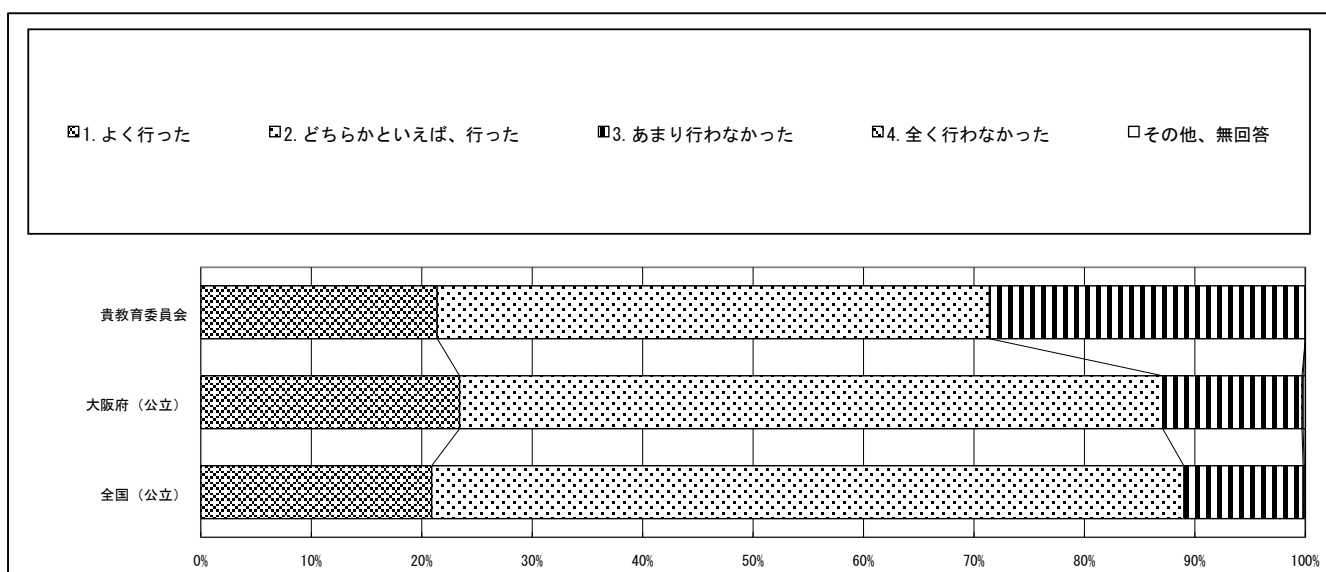 1. よく行った 2. どちらかといえば、行った 3. あまり行わなかった 4. 全く行わなかった その他、無回答
貴教育委員会
大阪府（公立）
全国（公立）
0% 10% 20% 30% 40% 50% 60% 70% 80% 90% 100%